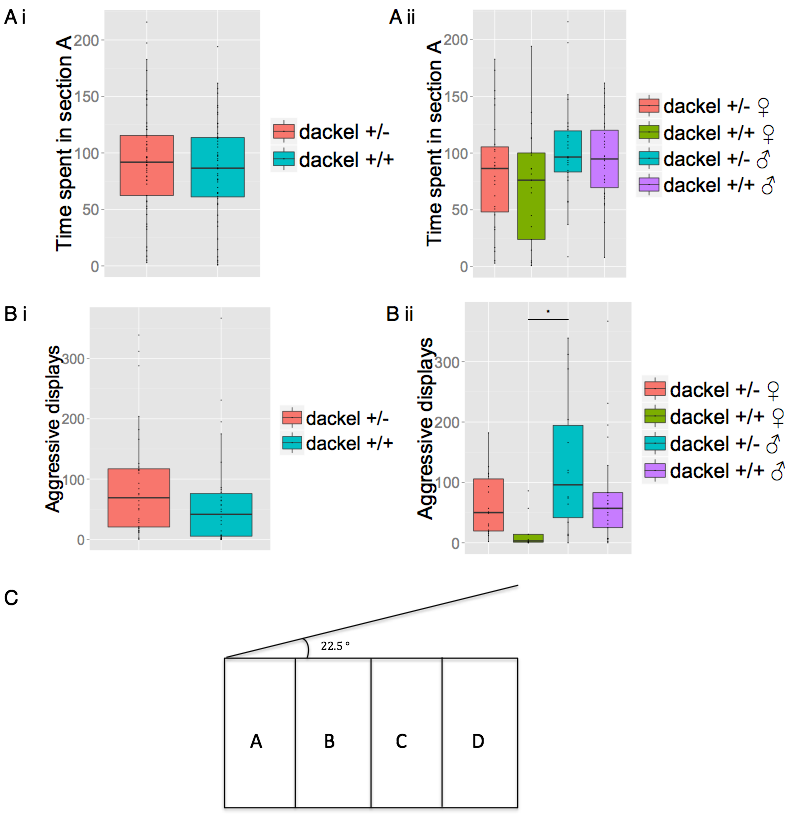 A i
Time spent in section A
200
150
100
50
0
dackel +/-
dackel +/+
A ii
Time spent in section A
200
150
100
50
0
dackel +/- ♀
dackel +/+ ♀
dackel +/- ♂
dackel +/+ ♂
B i
Aggressive displays
300
200
100
0
dackel +/-
dackel +/+
B ii
Aggressive displays
300
200
100
0
*
dackel +/- ♀
dackel +/+ ♀
dackel +/- ♂
dackel +/+ ♂
C
22.5 °
A B C D